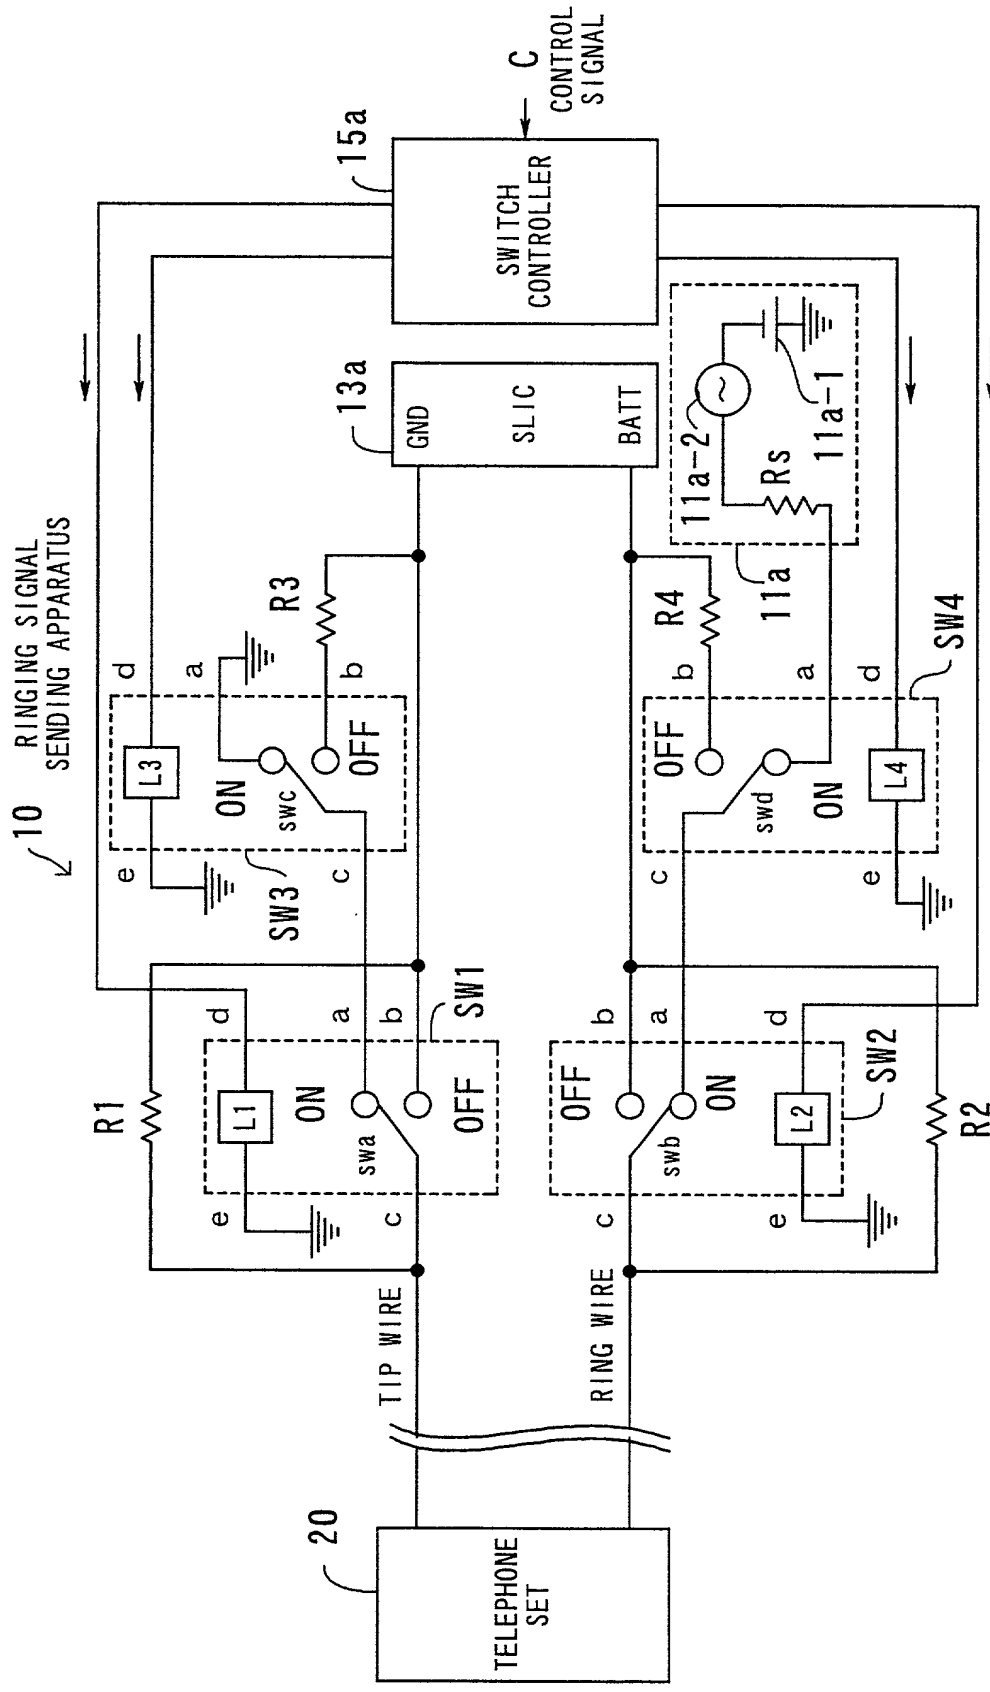 RINGING SIGNAL
SENDING APPARATUS
10
20
TELEPHONE
SET
TIP WIRE
RING WIRE
R1
R2
R3
R4
SW1
d
L1
e
ON
a
swa
b
OFF
c
SW2
OFF
b
a
swb
ON
c
d
L2
e
SW3
d
L3
e
a
ON
swc
b
OFF
c
SW4
b
OFF
c
swd
a
ON
d
L4
e
13a
GND
SLIC
BATT
11a
11a-2
11a-1
Rs
15a
SWITCH
CONTROLLER
C
CONTROL
SIGNAL